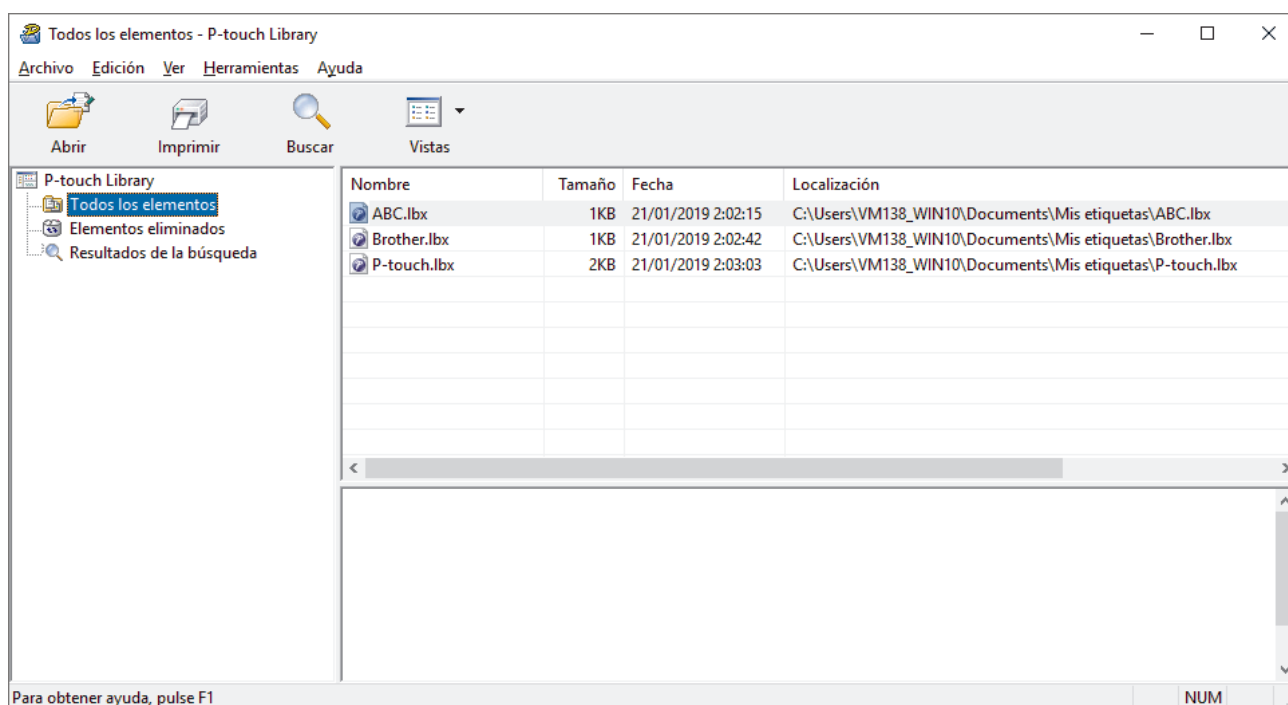 Todos los elementos - P-touch Library
Archivo Edición Ver Herramientas Ayuda
Abrir Imprimir Buscar Vistas
P-touch Library
Todos los elementos
Elementos eliminados
Resultados de la búsqueda
Nombre Tamaño Fecha Localización
ABC.lbx 1KB 21/01/2019 2:02:15 C:\Users\VM138_WIN10\Documents\Mis etiquetas\ABC.lbx
Brother.lbx 1KB 21/01/2019 2:02:42 C:\Users\VM138_WIN10\Documents\Mis etiquetas\Brother.lbx
P-touch.lbx 2KB 21/01/2019 2:03:03 C:\Users\VM138_WIN10\Documents\Mis etiquetas\P-touch.lbx
Para obtener ayuda, pulse F1 NUM